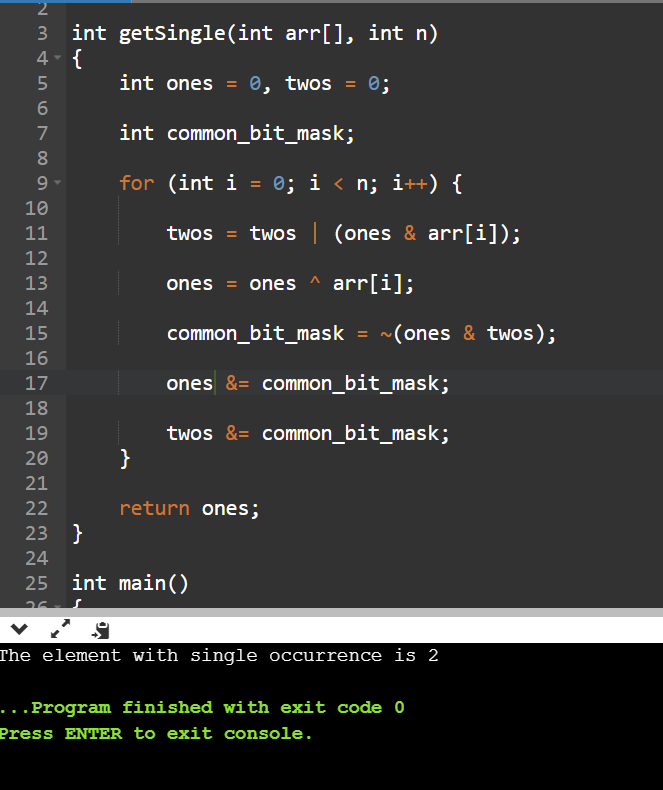 2
3 int getSingle(int arr[], int n)
4 {
5 int ones = 0, twos = 0;
6
7 int common_bit_mask;
8
9 for (int i = 0; i < n; i++) {
10
11 twos = twos | (ones & arr[i]);
12
13 ones = ones ^ arr[i];
14
15 common_bit_mask = ~(ones & twos);
16
17 ones &= common_bit_mask;
18
19 twos &= common_bit_mask;
20 }
21
22 return ones;
23 }
24
25 int main()
26 {
The element with single occurrence is 2
...Program finished with exit code 0
Press ENTER to exit console.